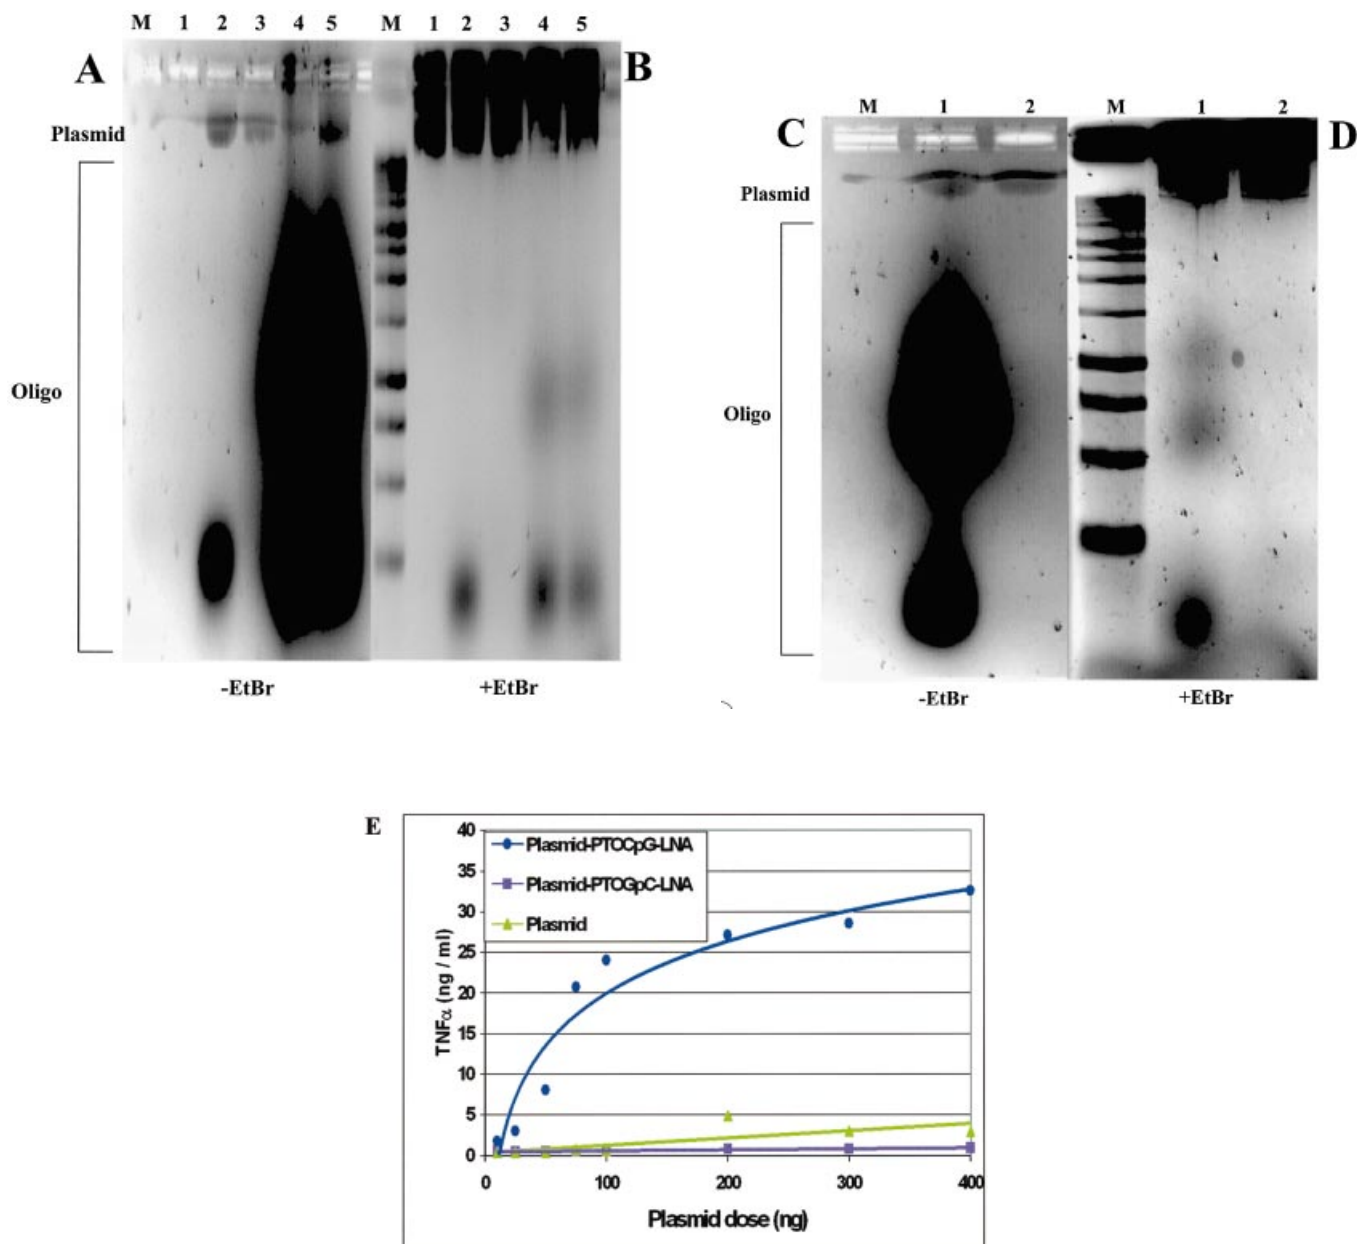 M 1 2 3 4 5 M 1 2 3 4 5
A
B
Plasmid
Oligo
-EtBr
+EtBr
M 1 2 M 1 2
C
D
Plasmid
Oligo
-EtBr
+EtBr
E
40
35
30
25
20
15
10
5
0
TNFα (ng / ml)
Plasmid-PTOCpG-LNA
Plasmid-PTOGpC-LNA
Plasmid
0 100 200 300 400
Plasmid dose (ng)